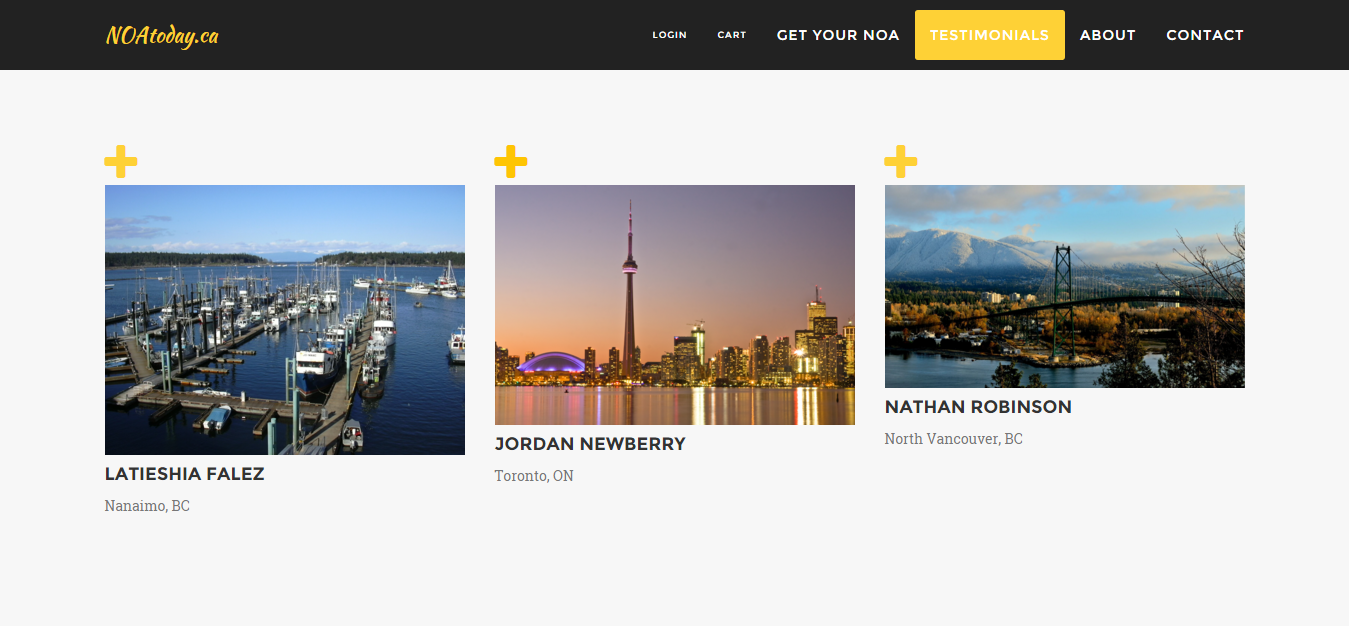 NOAtoday.ca
LOGIN CART GET YOUR NOA TESTIMONIALS ABOUT CONTACT
LATIESHIA FALEZ
Nanaimo, BC
JORDAN NEWBERRY
Toronto, ON
NATHAN ROBINSON
North Vancouver, BC